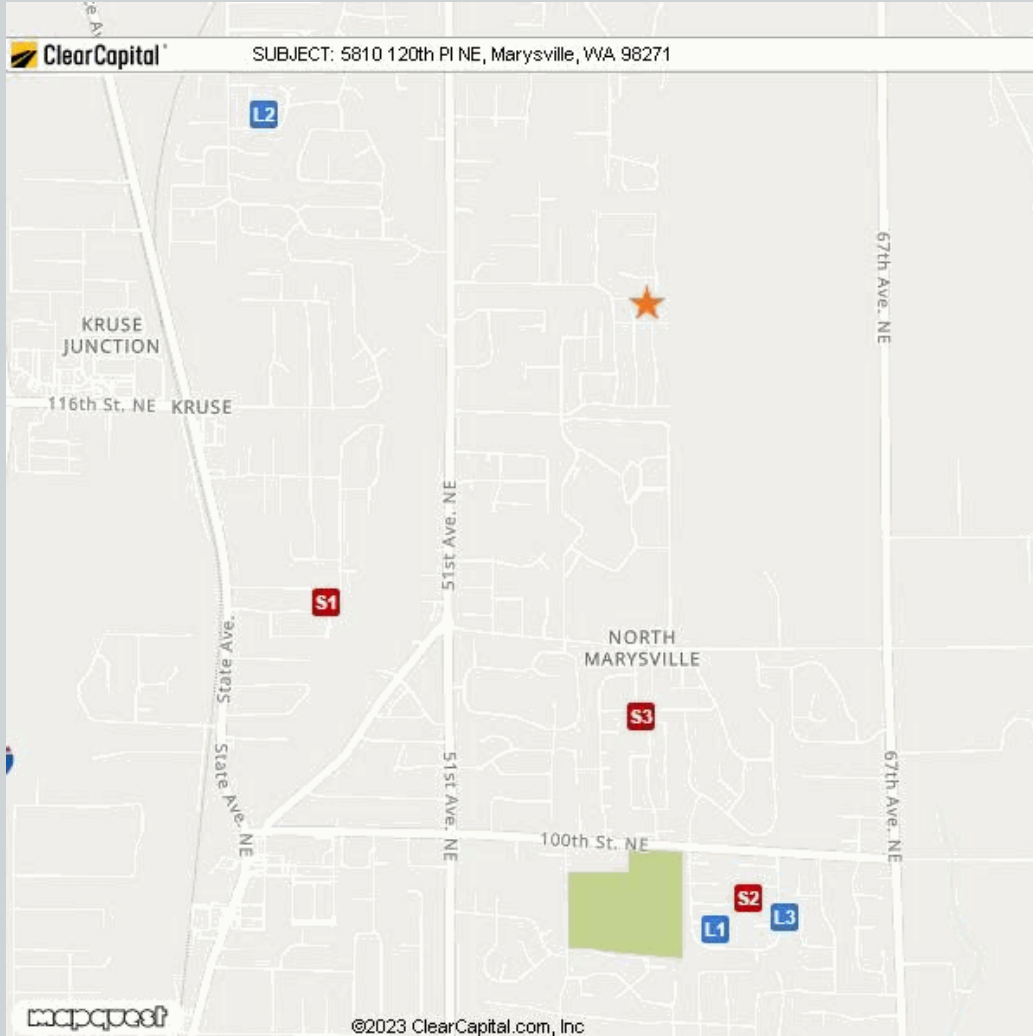 ClearCapital
SUBJECT: 5810 120th Pl NE, Marysville, WA 98271
L2
67th Ave. NE
KRUSE
JUNCTION
116th St. NE
KRUSE
51st Ave. NE
S1
State Ave.
NORTH
MARYSVILLE
S3
State Ave. NE
51st Ave. NE
67th Ave. NE
100th St. NE
S2
L3
L1
mapquest
©2023 ClearCapital.com, Inc